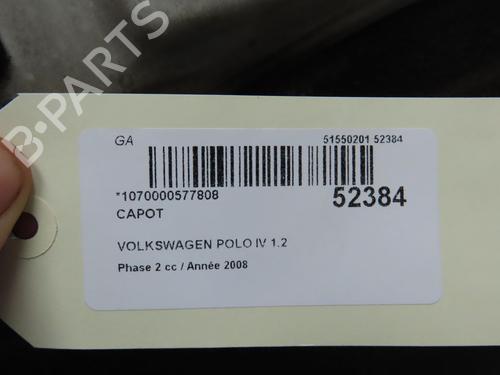 GA 51550201 52384
*1070000577808
52384
CAPOT
VOLKSWAGEN POLO IV 1.2
Phase 2 cc / Année 2008
B-PARTS